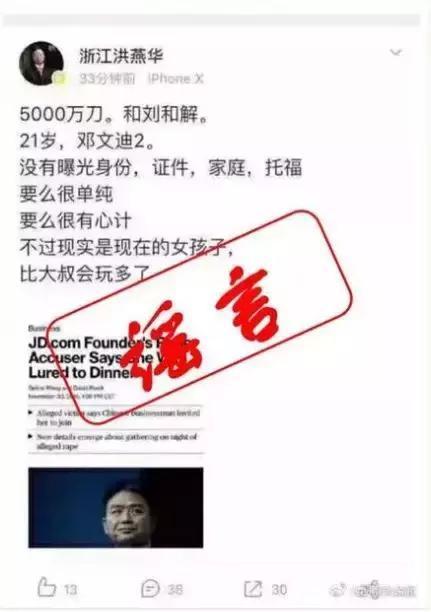 浙江洪燕华
33分钟前 iPhone X
5000万刀。和刘和解。
21岁，邓文迪2。
没有曝光身份，证件，家庭，托福
要么很单纯
要么很有心计
不过现实是现在的女孩子，
比大叔会玩多了
谣言
Business
JD.com Founder's
Accuser Says She
Lured to Dinner
Alleged victim says Chinese businessman invited
her to join
New details emerge about gathering on night of
alleged rape
13
36
30